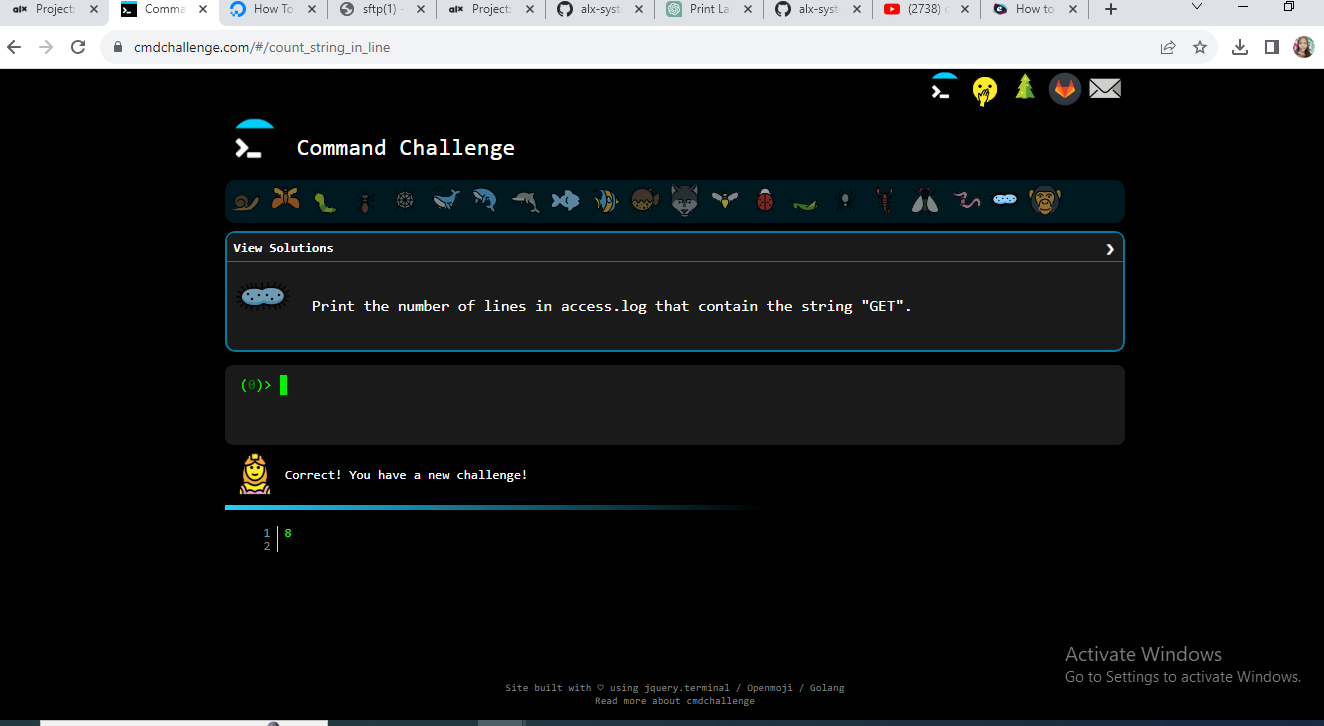 alx Project: Comma How To sftp(1) - alx Project: alx-syst Print La alx-syst (2738) How to
cmdchallenge.com/#/count_string_in_line
Command Challenge
View Solutions
Print the number of lines in access.log that contain the string "GET".
(0)>
Correct! You have a new challenge!
1 8
2
Activate Windows
Go to Settings to activate Windows.
Site built with ♡ using jquery.terminal / Openmoji / Golang
Read more about cmdchallenge